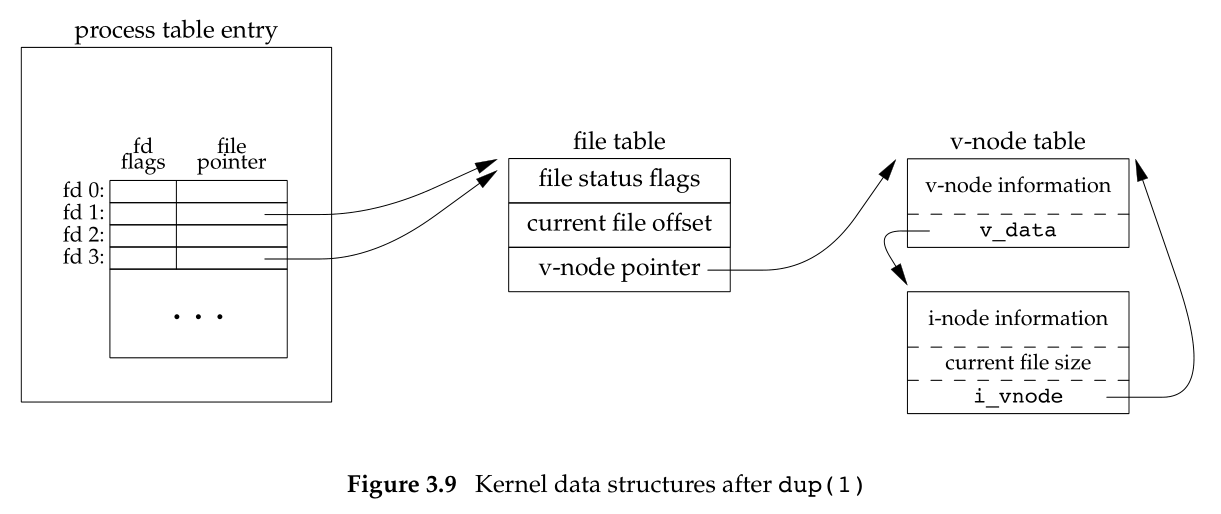 process table entry
fd
flags
file
pointer
fd 0:
fd 1:
fd 2:
fd 3:
. . .
file table
file status flags
current file offset
v-node pointer
v-node table
v-node information
v_data
i-node information
current file size
i_vnode
Figure 3.9 Kernel data structures after dup(1)